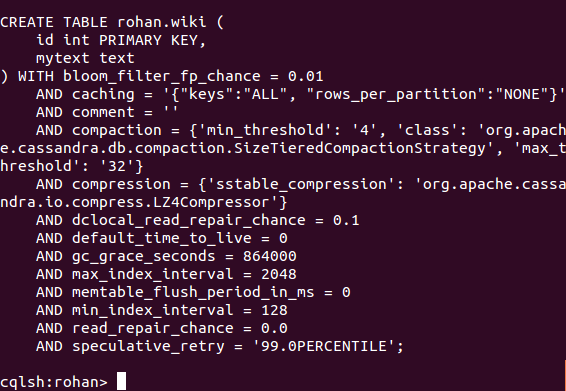 CREATE TABLE rohan.wiki (
    id int PRIMARY KEY,
    mytext text
) WITH bloom_filter_fp_chance = 0.01
    AND caching = '{"keys":"ALL", "rows_per_partition":"NONE"}'
    AND comment = ''
    AND compaction = {'min_threshold': '4', 'class': 'org.apach
e.cassandra.db.compaction.SizeTieredCompactionStrategy', 'max_t
hreshold': '32'}
    AND compression = {'sstable_compression': 'org.apache.cassa
ndra.io.compress.LZ4Compressor'}
    AND dclocal_read_repair_chance = 0.1
    AND default_time_to_live = 0
    AND gc_grace_seconds = 864000
    AND max_index_interval = 2048
    AND memtable_flush_period_in_ms = 0
    AND min_index_interval = 128
    AND read_repair_chance = 0.0
    AND speculative_retry = '99.0PERCENTILE';
cqlsh:rohan>